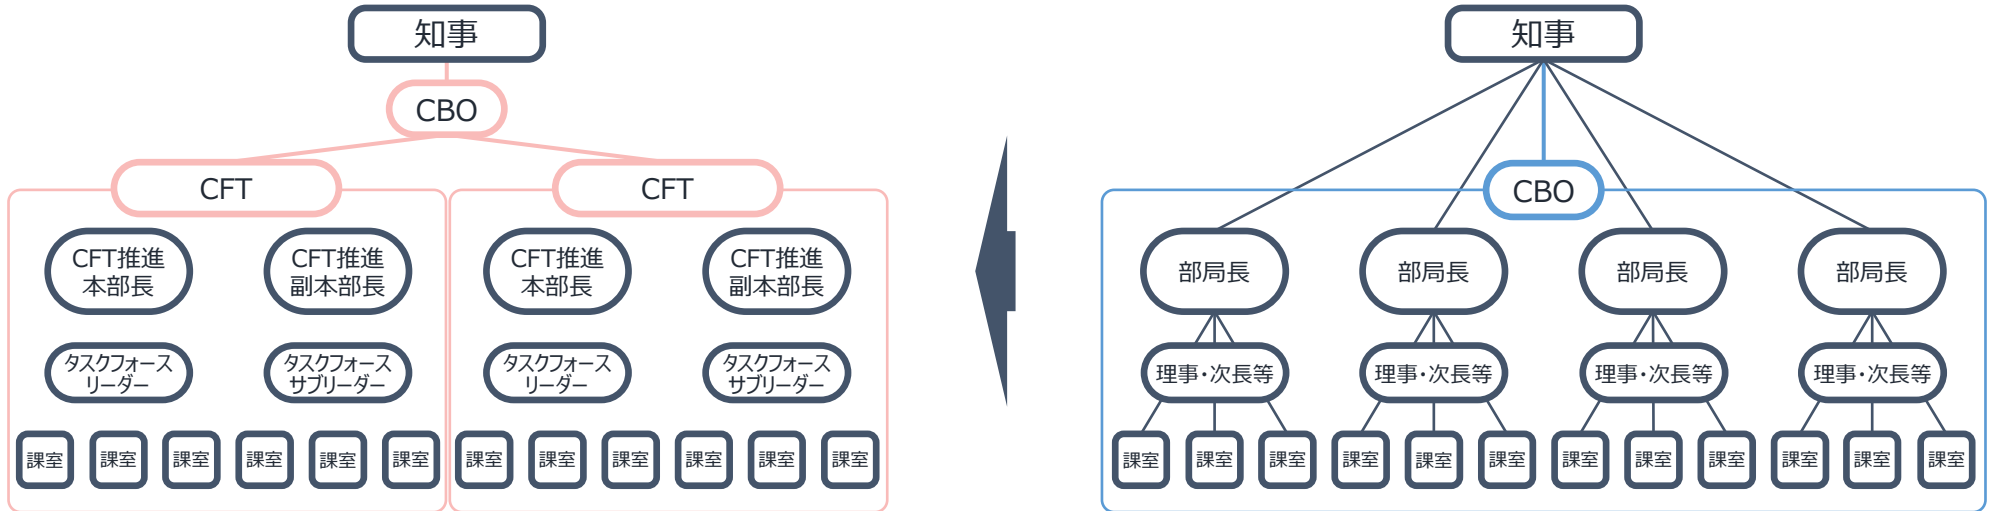 知事
CBO
CFT
CFT
CFT推進
本部長
CFT推進
副本部長
CFT推進
本部長
CFT推進
副本部長
タスクフォース
リーダー
タスクフォース
サブリーダー
タスクフォース
リーダー
タスクフォース
サブリーダー
課室
課室
課室
課室
課室
課室
課室
課室
課室
課室
課室
課室
知事
CBO
部局長
部局長
部局長
部局長
理事・次長等
理事・次長等
理事・次長等
理事・次長等
課室
課室
課室
課室
課室
課室
課室
課室
課室
課室
課室
課室